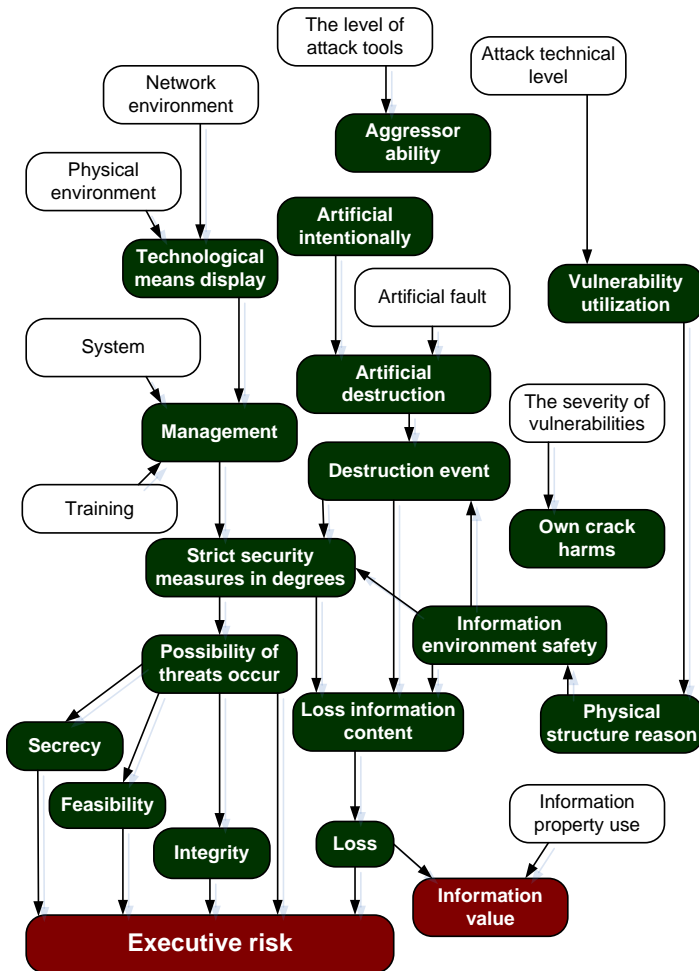 The level of
attack tools
Attack technical
level
Network
environment
Aggressor
ability
Physical
environment
Artificial
intentionally
Technological
means display
Vulnerability
utilization
Artificial fault
System
Artificial
destruction
The severity of
vulnerabilities
Management
Destruction event
Training
Own crack
harms
Strict security
measures in degrees
Information
environment safety
Possibility of
threats occur
Loss information
content
Physical
structure reason
Secrecy
Feasibility
Information
property use
Integrity
Loss
Information
value
Executive risk